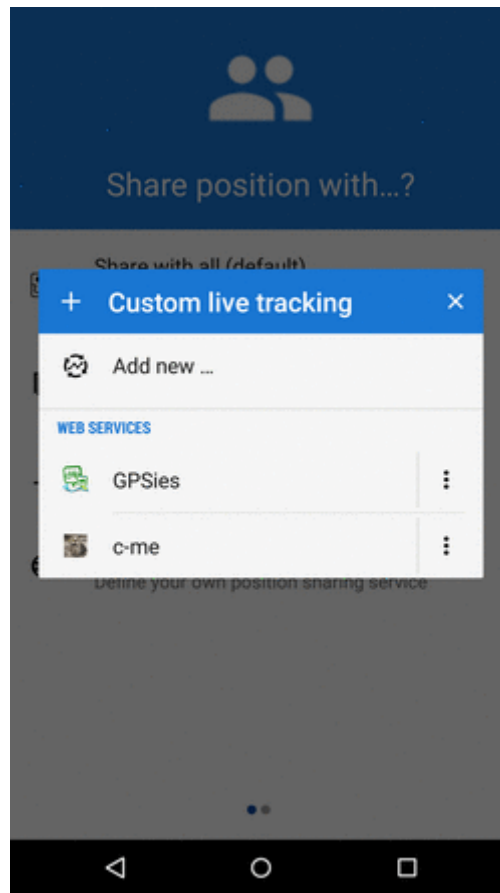 Share position with...?
Share with all (default)
Custom live tracking
Add new ...
WEB SERVICES
GPSies
c-me
Define your own position sharing service